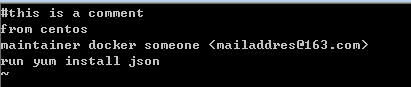 #this is a comment
from centos
maintainer docker someone <mailaddres@163.com>
run yum install json
~